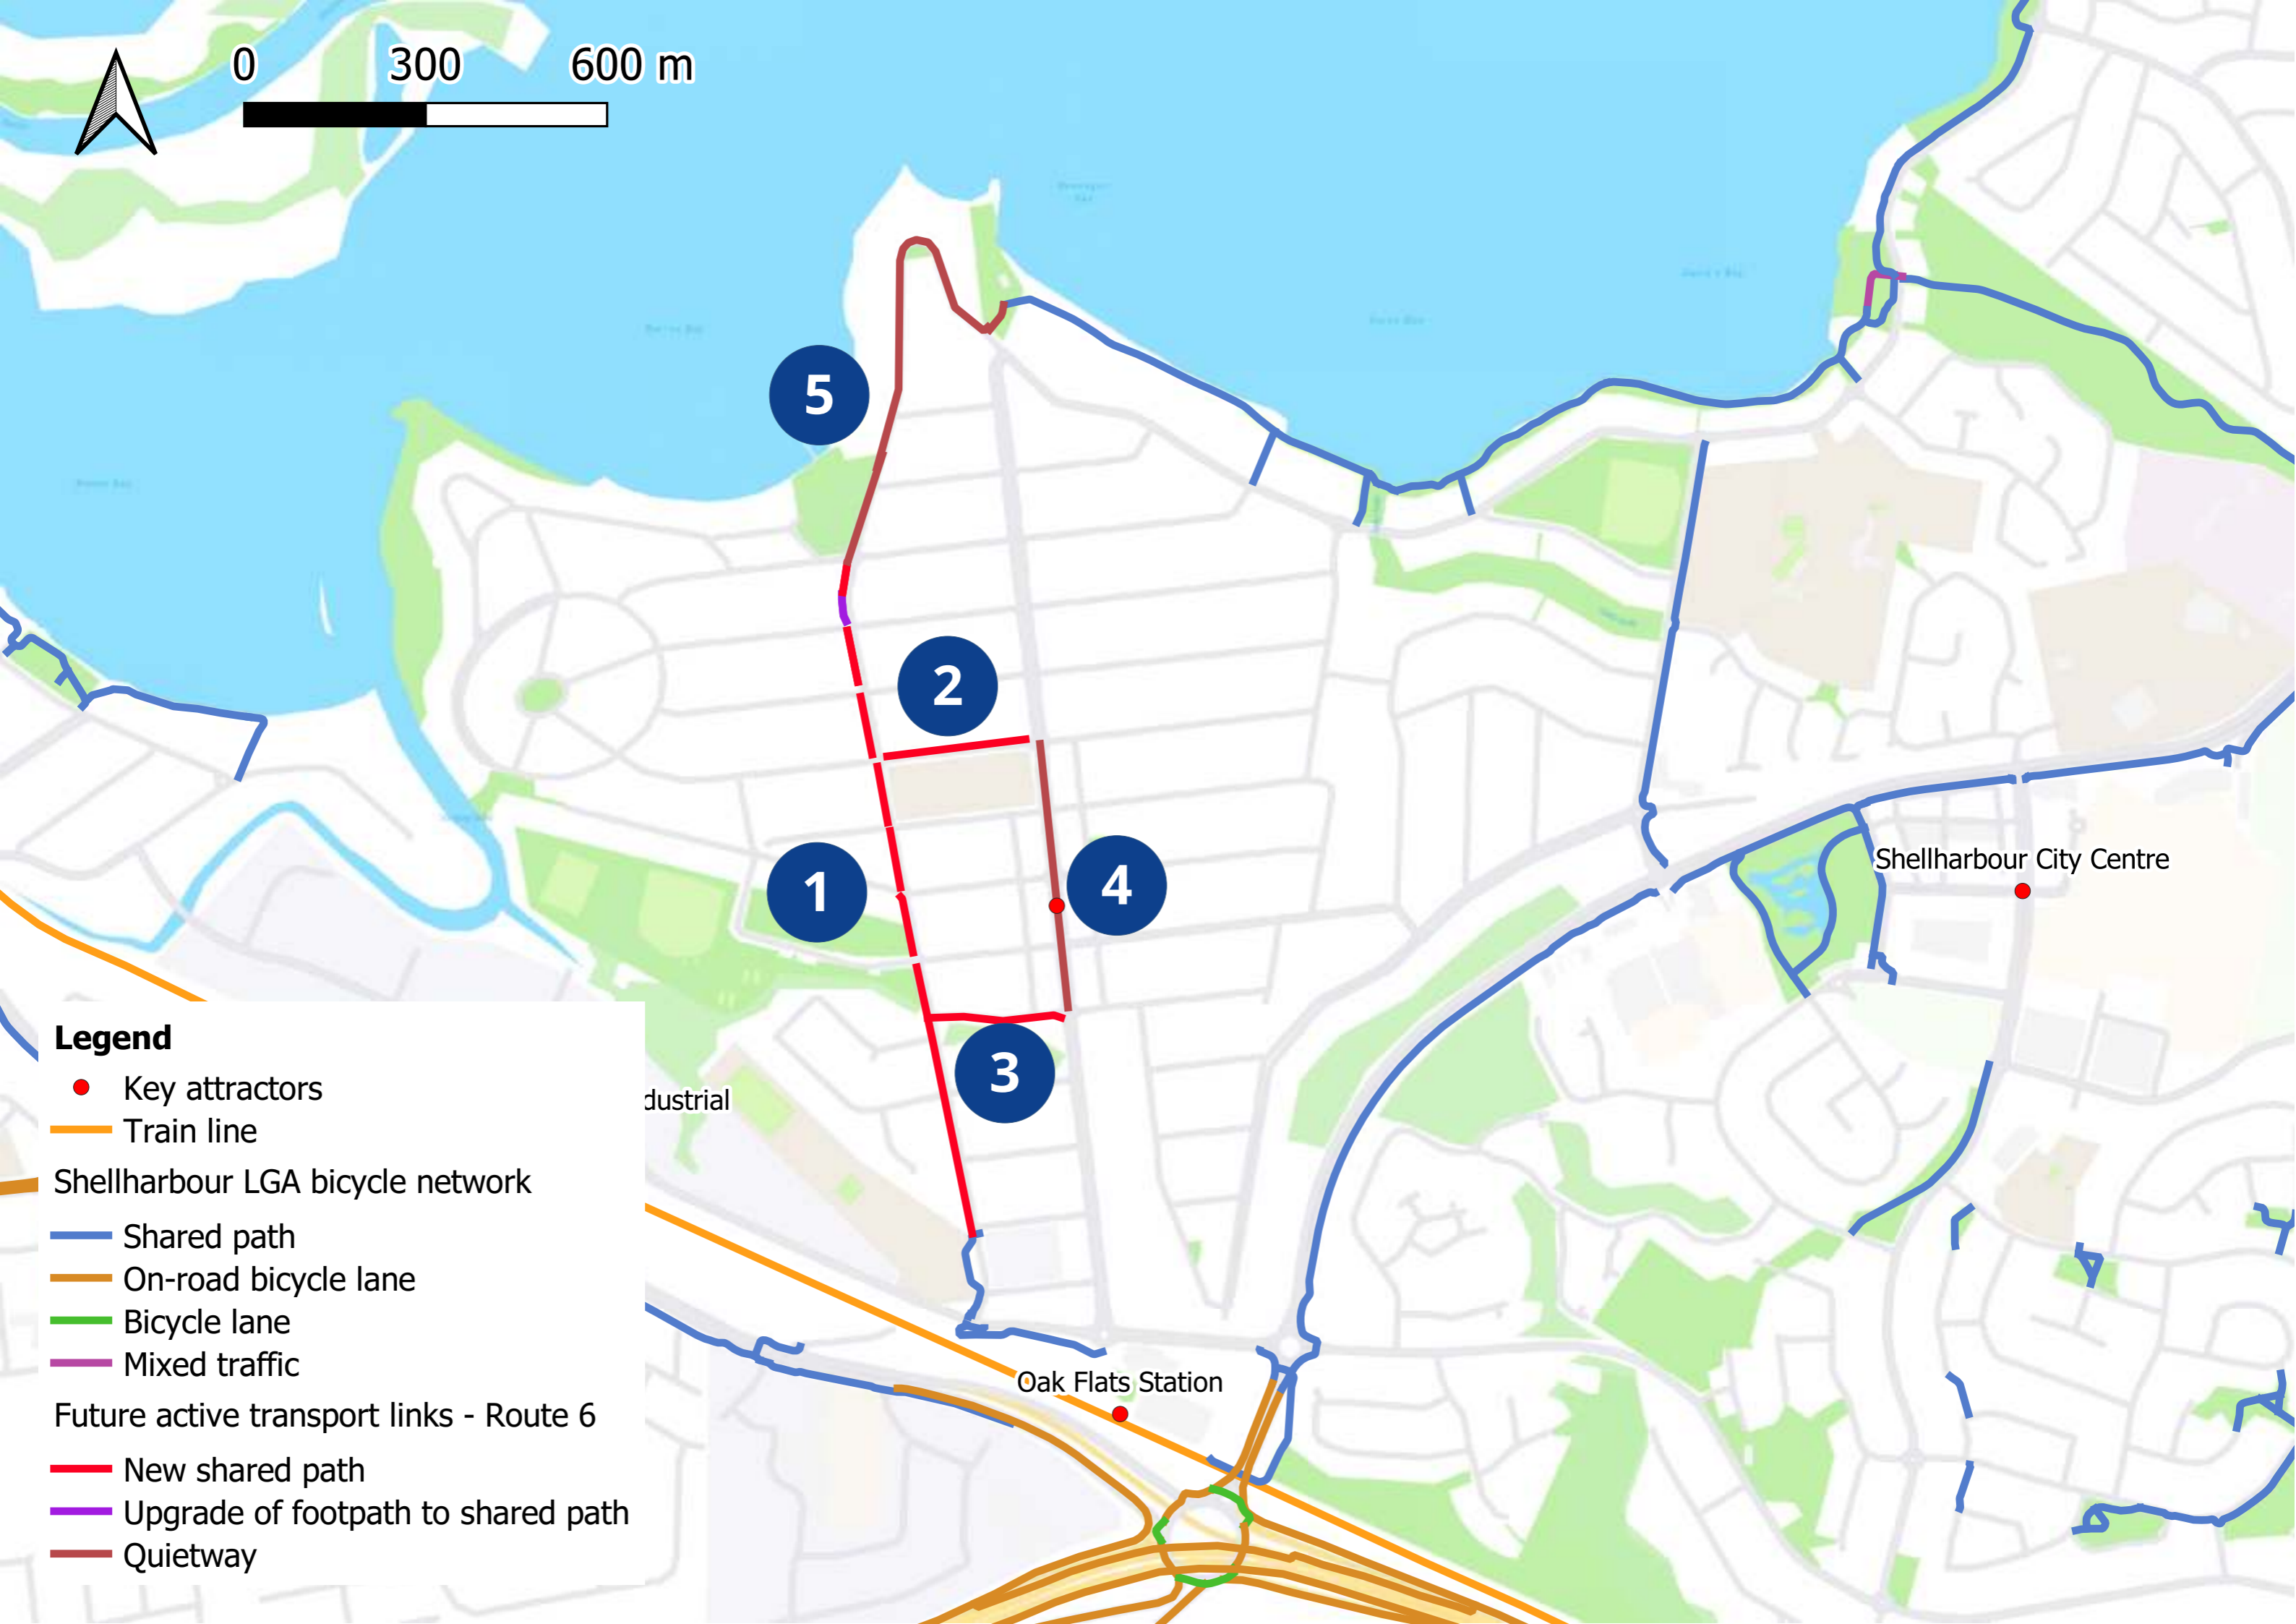 0 300 600 m
5
2
1
4
Shellharbour City Centre
3
dustrial
Oak Flats Station
Legend
Key attractors
Train line
Shellharbour LGA bicycle network
Shared path
On-road bicycle lane
Bicycle lane
Mixed traffic
Future active transport links - Route 6
New shared path
Upgrade of footpath to shared path
Quietway